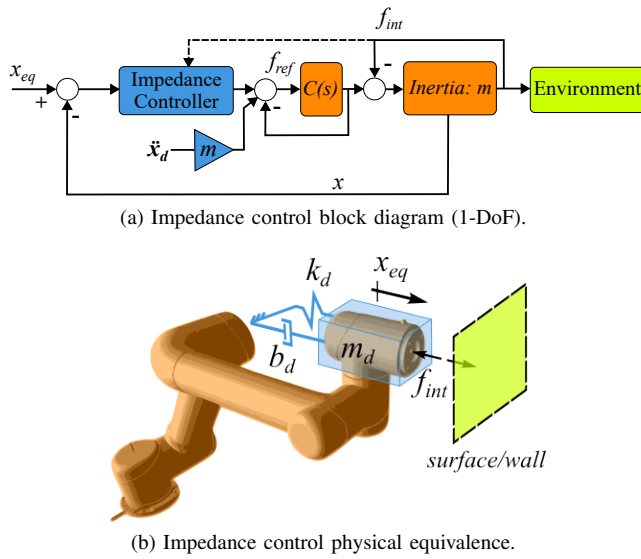 f_int
x_eq
+
-
Impedance
Controller
f_ref
-
C(s)
-
Inertia: m
Environment
ẍ_d
m
x
(a) Impedance control block diagram (1-DoF).
k_d
x_eq
b_d
m_d
f_int
surface/wall
(b) Impedance control physical equivalence.